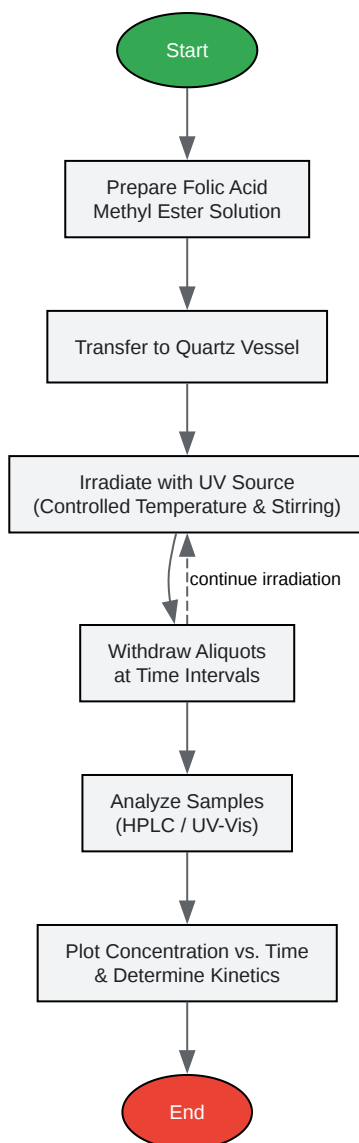 Start
Prepare Folic Acid
Methyl Ester Solution
Transfer to Quartz Vessel
Irradiate with UV Source
(Controlled Temperature & Stirring)
continue irradiation
Withdraw Aliquots
at Time Intervals
Analyze Samples
(HPLC / UV-Vis)
Plot Concentration vs. Time
& Determine Kinetics
End